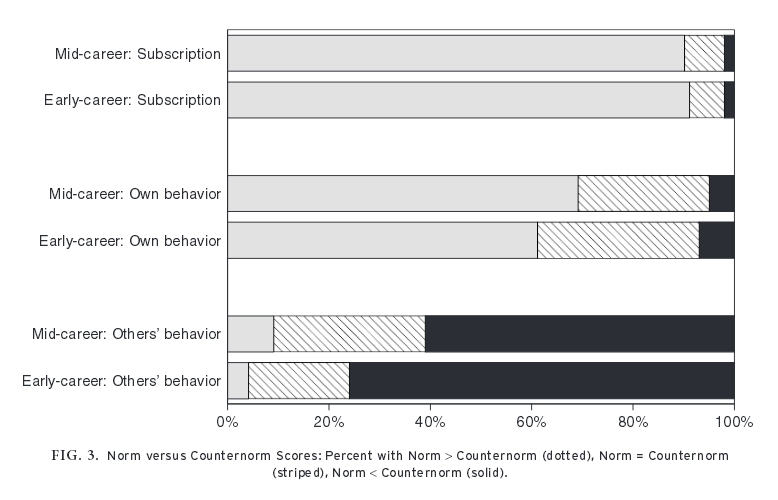 Mid-career: Subscription
Early-career: Subscription
Mid-career: Own behavior
Early-career: Own behavior
Mid-career: Others' behavior
Early-career: Others' behavior
0% 20% 40% 60% 80% 100%
FIG. 3. Norm versus Counternorm Scores: Percent with Norm > Counternorm (dotted), Norm = Counternorm
(striped), Norm < Counternorm (solid).